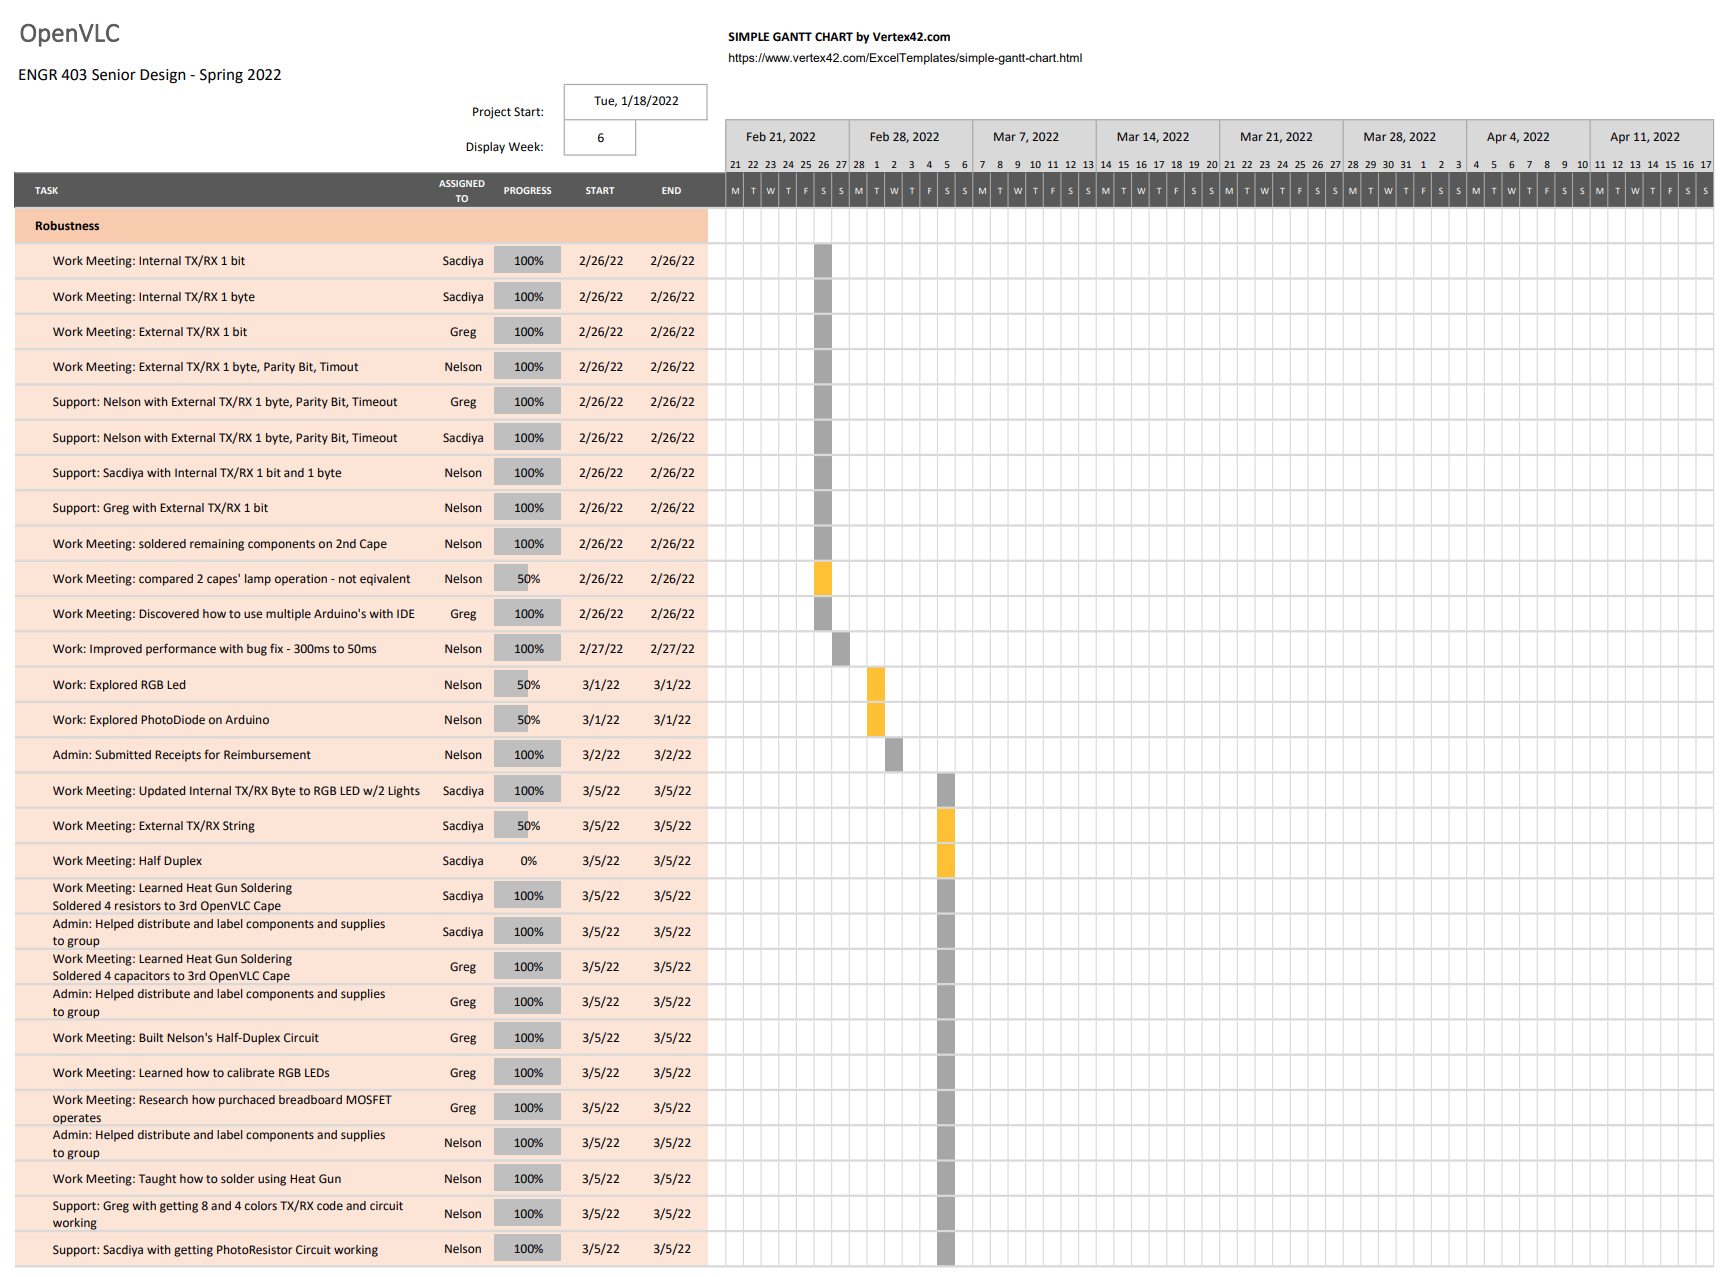 OpenVLC
SIMPLE GANTT CHART by Vertex42.com
https://www.vertex42.com/ExcelTemplates/simple-gantt-chart.html
ENGR 403 Senior Design - Spring 2022
Project Start: Tue, 1/18/2022
Display Week: 6
Feb 21, 2022 Feb 28, 2022 Mar 7, 2022 Mar 14, 2022 Mar 21, 2022 Mar 28, 2022 Apr 4, 2022 Apr 11, 2022
21 22 23 24 25 26 27 28 1 2 3 4 5 6 7 8 9 10 11 12 13 14 15 16 17 18 19 20 21 22 23 24 25 26 27 28 29 30 31 1 2 3 4 5 6 7 8 9 10 11 12 13 14 15 16 17
TASK ASSIGNED TO PROGRESS START END M T W T F S S M T W T F S S M T W T F S S M T W T F S S M T W T F S S M T W T F S S M T W T F S S M T W T F S S
Robustness
Work Meeting: Internal TX/RX 1 bit Sacdiya 100% 2/26/22 2/26/22
Work Meeting: Internal TX/RX 1 byte Sacdiya 100% 2/26/22 2/26/22
Work Meeting: External TX/RX 1 bit Greg 100% 2/26/22 2/26/22
Work Meeting: External TX/RX 1 byte, Parity Bit, Timout Nelson 100% 2/26/22 2/26/22
Support: Nelson with External TX/RX 1 byte, Parity Bit, Timeout Greg 100% 2/26/22 2/26/22
Support: Nelson with External TX/RX 1 byte, Parity Bit, Timeout Sacdiya 100% 2/26/22 2/26/22
Support: Sacdiya with Internal TX/RX 1 bit and 1 byte Nelson 100% 2/26/22 2/26/22
Support: Greg with External TX/RX 1 bit Nelson 100% 2/26/22 2/26/22
Work Meeting: soldered remaining components on 2nd Cape Nelson 100% 2/26/22 2/26/22
Work Meeting: compared 2 capes' lamp operation - not eqivalent Nelson 50% 2/26/22 2/26/22
Work Meeting: Discovered how to use multiple Arduino's with IDE Greg 100% 2/26/22 2/26/22
Work: Improved performance with bug fix - 300ms to 50ms Nelson 100% 2/27/22 2/27/22
Work: Explored RGB Led Nelson 50% 3/1/22 3/1/22
Work: Explored PhotoDiode on Arduino Nelson 50% 3/1/22 3/1/22
Admin: Submitted Receipts for Reimbursement Nelson 100% 3/2/22 3/2/22
Work Meeting: Updated Internal TX/RX Byte to RGB LED w/2 Lights Sacdiya 100% 3/5/22 3/5/22
Work Meeting: External TX/RX String Sacdiya 50% 3/5/22 3/5/22
Work Meeting: Half Duplex Sacdiya 0% 3/5/22 3/5/22
Work Meeting: Learned Heat Gun Soldering
Soldered 4 resistors to 3rd OpenVLC Cape Sacdiya 100% 3/5/22 3/5/22
Admin: Helped distribute and label components and supplies
to group Sacdiya 100% 3/5/22 3/5/22
Work Meeting: Learned Heat Gun Soldering
Soldered 4 capacitors to 3rd OpenVLC Cape Greg 100% 3/5/22 3/5/22
Admin: Helped distribute and label components and supplies
to group Greg 100% 3/5/22 3/5/22
Work Meeting: Built Nelson's Half-Duplex Circuit Greg 100% 3/5/22 3/5/22
Work Meeting: Learned how to calibrate RGB LEDs Greg 100% 3/5/22 3/5/22
Work Meeting: Research how purchaced breadboard MOSFET
operates Greg 100% 3/5/22 3/5/22
Admin: Helped distribute and label components and supplies
to group Nelson 100% 3/5/22 3/5/22
Work Meeting: Taught how to solder using Heat Gun Nelson 100% 3/5/22 3/5/22
Support: Greg with getting 8 and 4 colors TX/RX code and circuit
working Nelson 100% 3/5/22 3/5/22
Support: Sacdiya with getting PhotoResistor Circuit working Nelson 100% 3/5/22 3/5/22